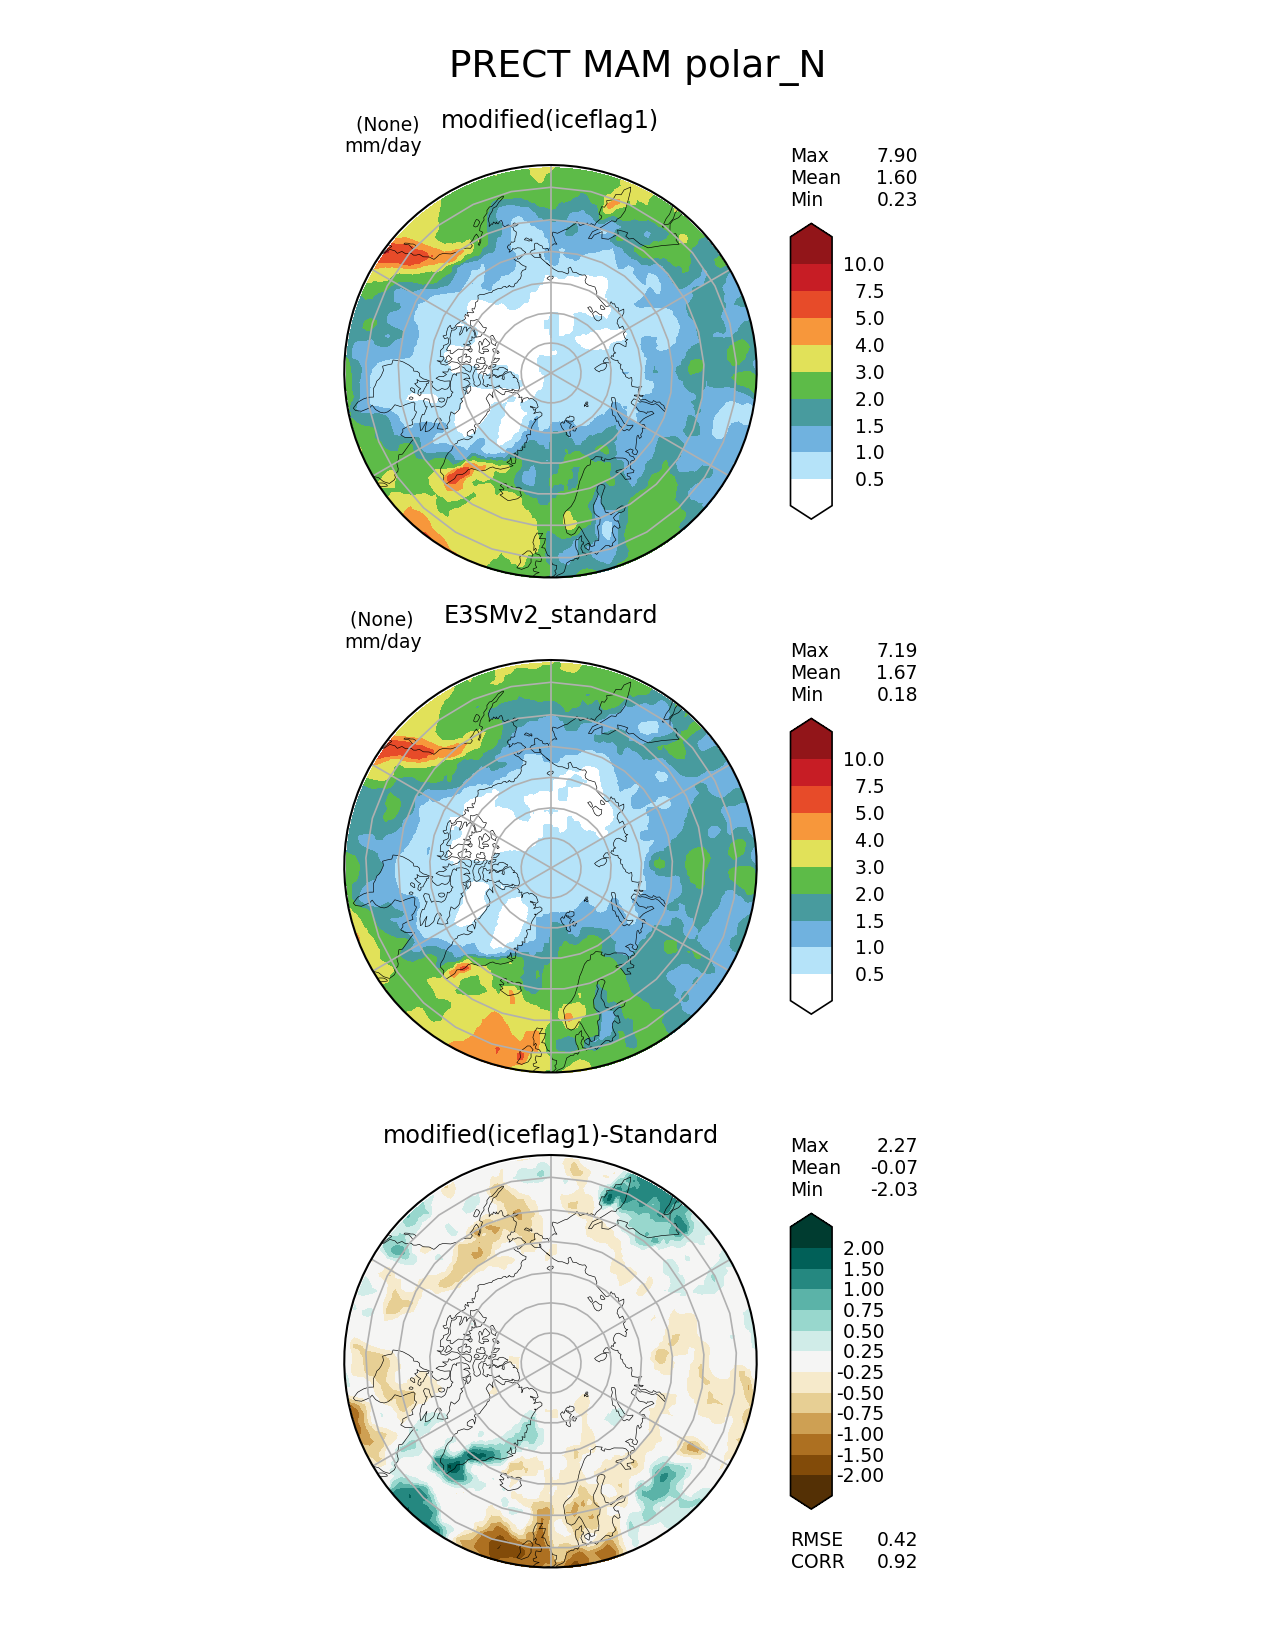 PRECT MAM polar_N
(None)
mm/day
modified(iceflag1)
Max 7.90
Mean 1.60
Min 0.23
10.0
7.5
5.0
4.0
3.0
2.0
1.5
1.0
0.5
(None)
mm/day
E3SMv2_standard
Max 7.19
Mean 1.67
Min 0.18
10.0
7.5
5.0
4.0
3.0
2.0
1.5
1.0
0.5
modified(iceflag1)-Standard
Max 2.27
Mean -0.07
Min -2.03
2.00
1.50
1.00
0.75
0.50
0.25
-0.25
-0.50
-0.75
-1.00
-1.50
-2.00
RMSE 0.42
CORR 0.92